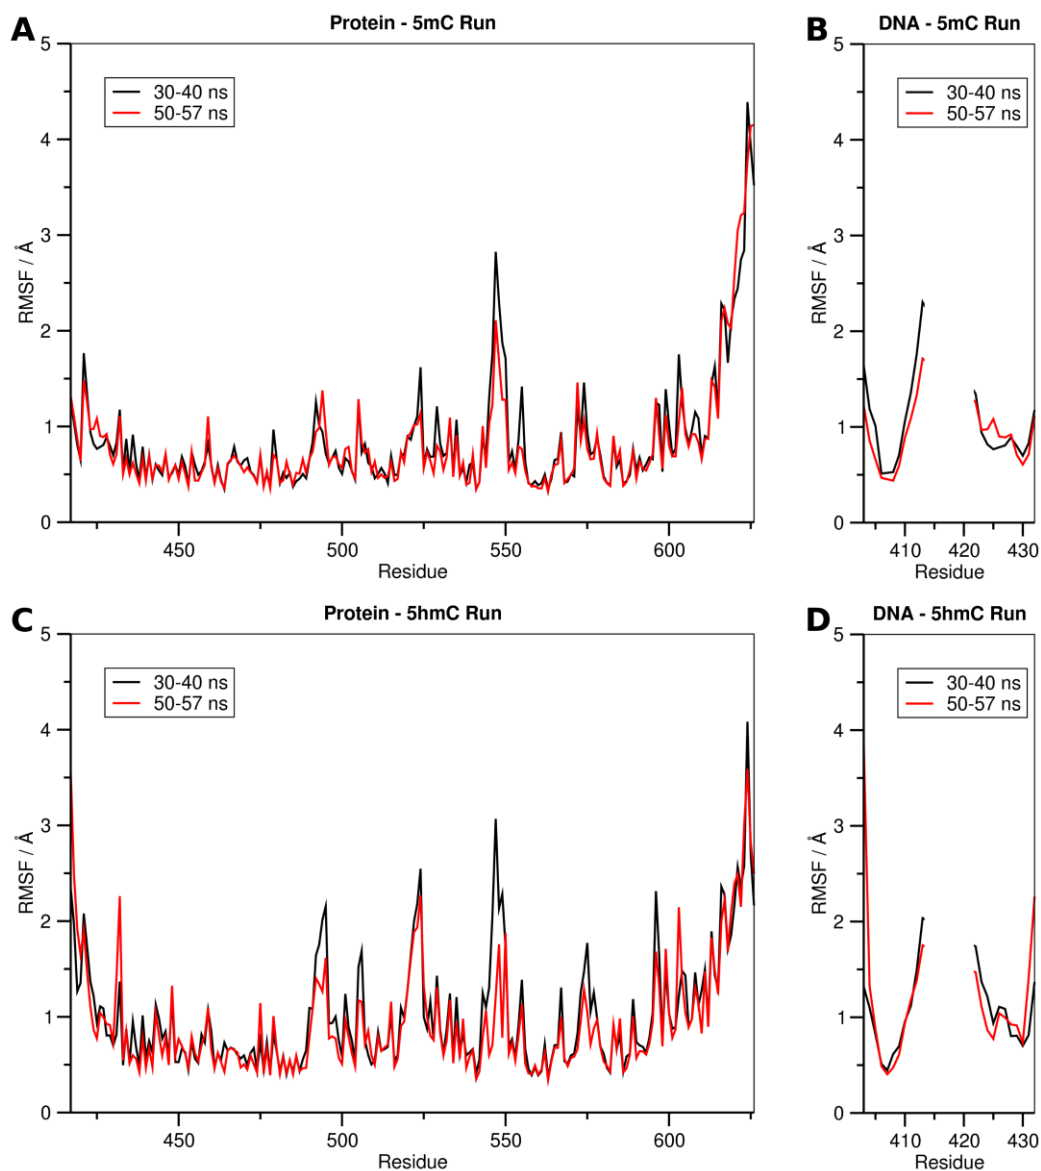 A
Protein - 5mC Run
5
4
3
2
1
0
RMSF / Å
30-40 ns
50-57 ns
450
500
550
600
Residue
B
DNA - 5mC Run
5
4
3
2
1
0
RMSF / Å
30-40 ns
50-57 ns
410
420
430
Residue
C
Protein - 5hmC Run
5
4
3
2
1
0
RMSF / Å
30-40 ns
50-57 ns
450
500
550
600
Residue
D
DNA - 5hmC Run
5
4
3
2
1
0
RMSF / Å
30-40 ns
50-57 ns
410
420
430
Residue